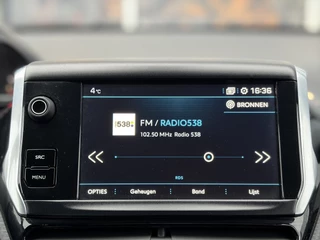 4°C
16:36
BRONNEN
538
FM / RADIO538
102.50 MHz Radio 538
SRC
MENU
RDS
OPTIES
Geheugen
Band
Lijst